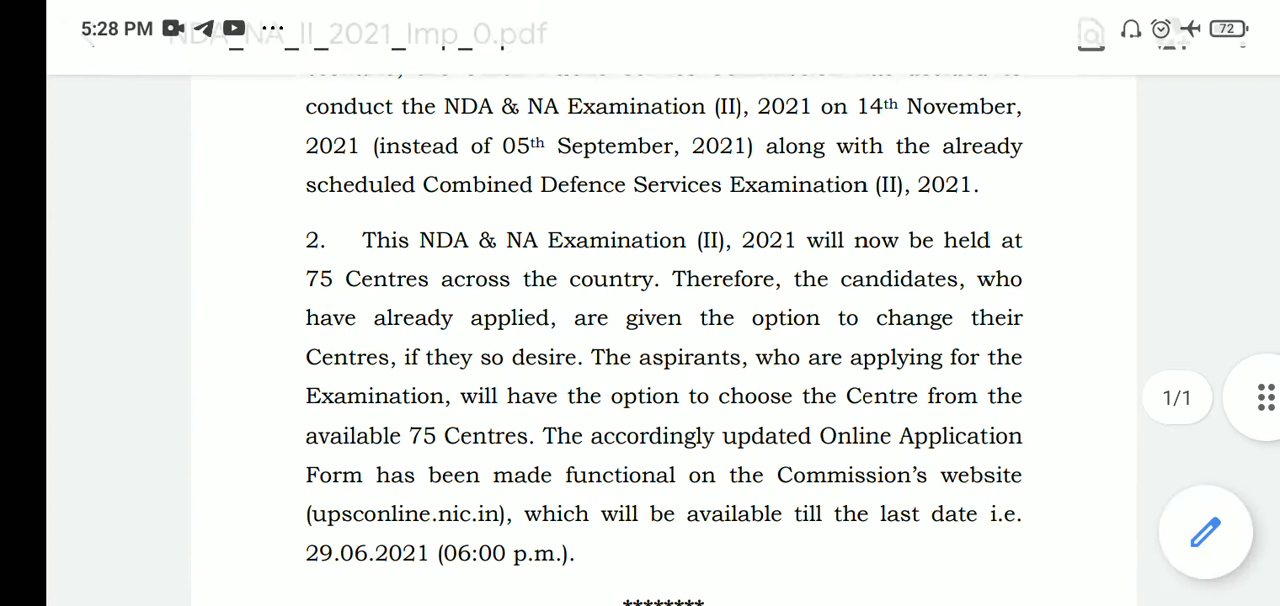 5:28 PM
NDA_NA_II_2021_Imp_0.pdf
72
conduct the NDA & NA Examination (II), 2021 on 14th November,
2021 (instead of 05th September, 2021) along with the already
scheduled Combined Defence Services Examination (II), 2021.
2. This NDA & NA Examination (II), 2021 will now be held at
75 Centres across the country. Therefore, the candidates, who
have already applied, are given the option to change their
Centres, if they so desire. The aspirants, who are applying for the
Examination, will have the option to choose the Centre from the
available 75 Centres. The accordingly updated Online Application
Form has been made functional on the Commission’s website
(upsconline.nic.in), which will be available till the last date i.e.
29.06.2021 (06:00 p.m.).
********
1/1